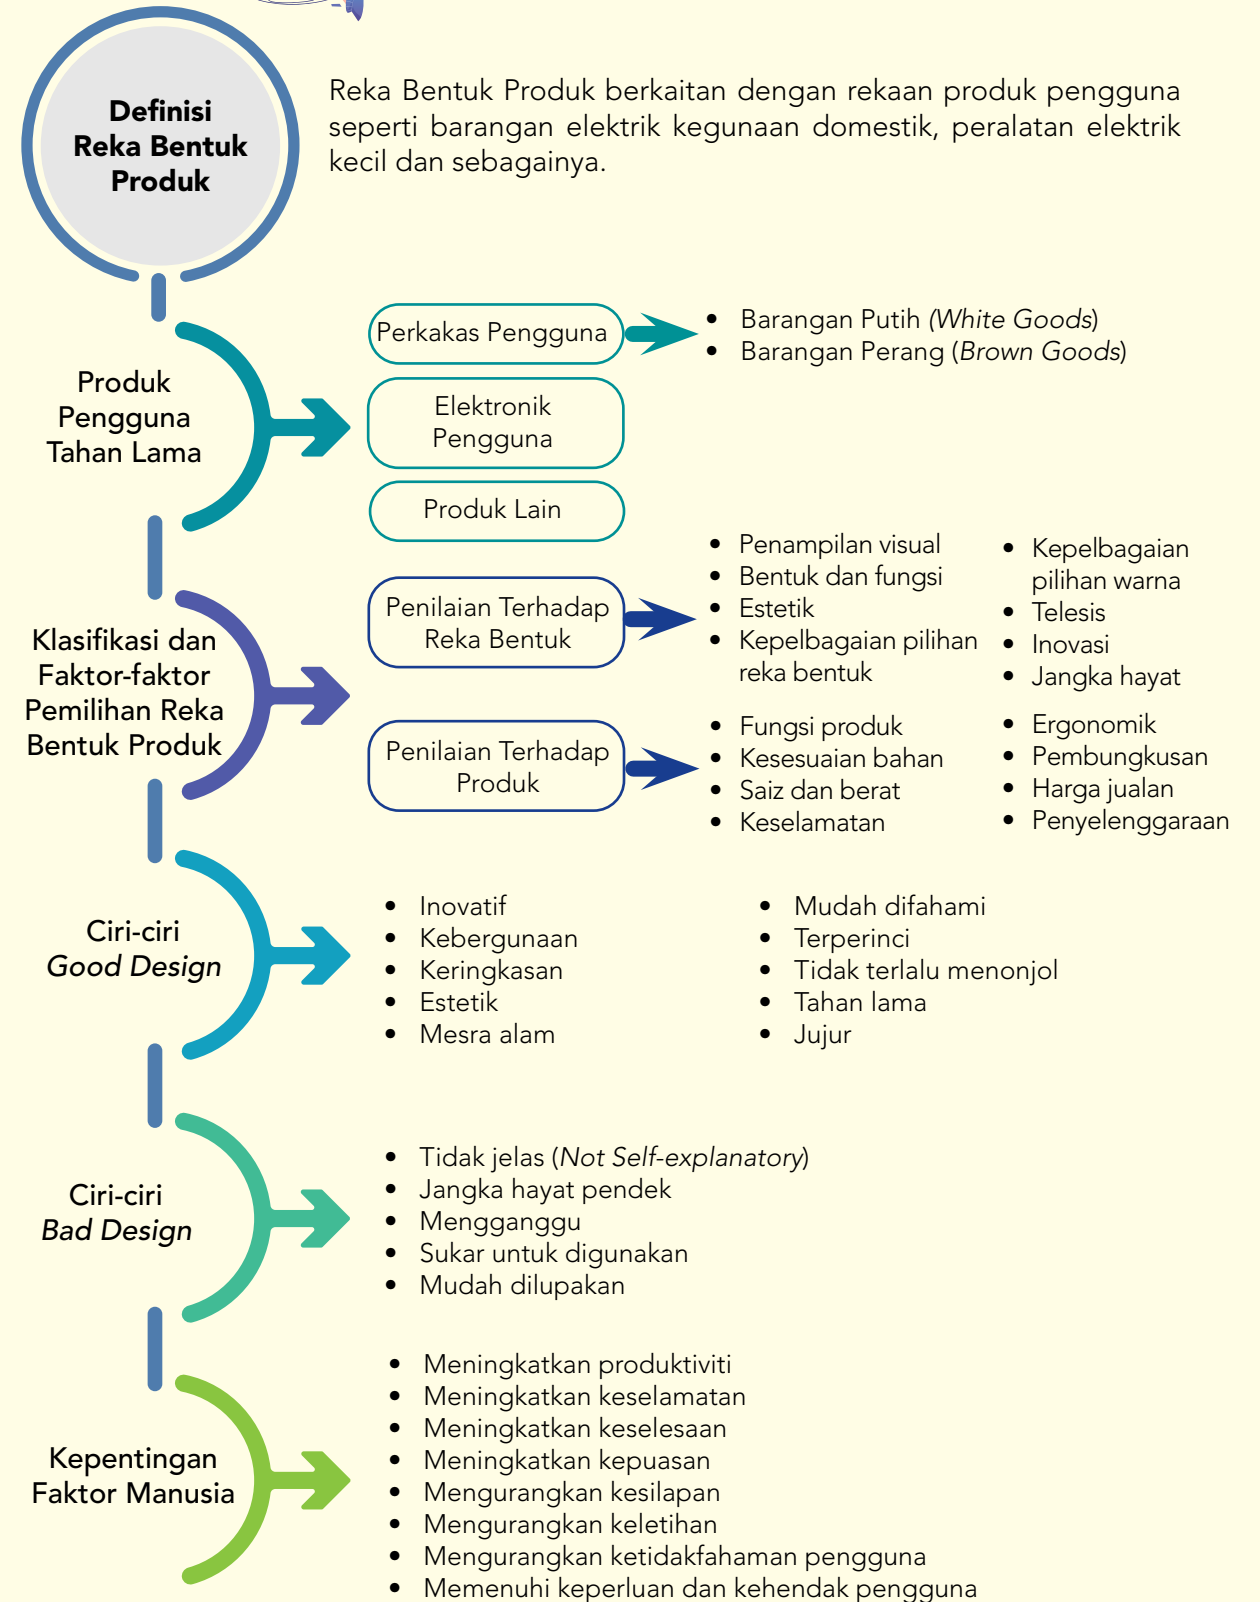 Definisi
Reka Bentuk
Produk
Reka Bentuk Produk berkaitan dengan rekaan produk pengguna
seperti barangan elektrik kegunaan domestik, peralatan elektrik
kecil dan sebagainya.
Produk
Pengguna
Tahan Lama
Perkakas Pengguna
• Barangan Putih (White Goods)
• Barangan Perang (Brown Goods)
Elektronik
Pengguna
Produk Lain
Klasifikasi dan
Faktor-faktor
Pemilihan Reka
Bentuk Produk
Penilaian Terhadap
Reka Bentuk
• Penampilan visual
• Bentuk dan fungsi
• Estetik
• Kepelbagaian pilihan
reka bentuk
• Kepelbagaian
pilihan warna
• Telesis
• Inovasi
• Jangka hayat
Penilaian Terhadap
Produk
• Fungsi produk
• Kesesuaian bahan
• Saiz dan berat
• Keselamatan
• Ergonomik
• Pembungkusan
• Harga jualan
• Penyelenggaraan
Ciri-ciri
Good Design
• Inovatif
• Kebergunaan
• Keringkasan
• Estetik
• Mesra alam
• Mudah difahami
• Terperinci
• Tidak terlalu menonjol
• Tahan lama
• Jujur
Ciri-ciri
Bad Design
• Tidak jelas (Not Self-explanatory)
• Jangka hayat pendek
• Mengganggu
• Sukar untuk digunakan
• Mudah dilupakan
Kepentingan
Faktor Manusia
• Meningkatkan produktiviti
• Meningkatkan keselamatan
• Meningkatkan keselesaan
• Meningkatkan kepuasan
• Mengurangkan kesilapan
• Mengurangkan keletihan
• Mengurangkan ketidakfahaman pengguna
• Memenuhi keperluan dan kehendak pengguna